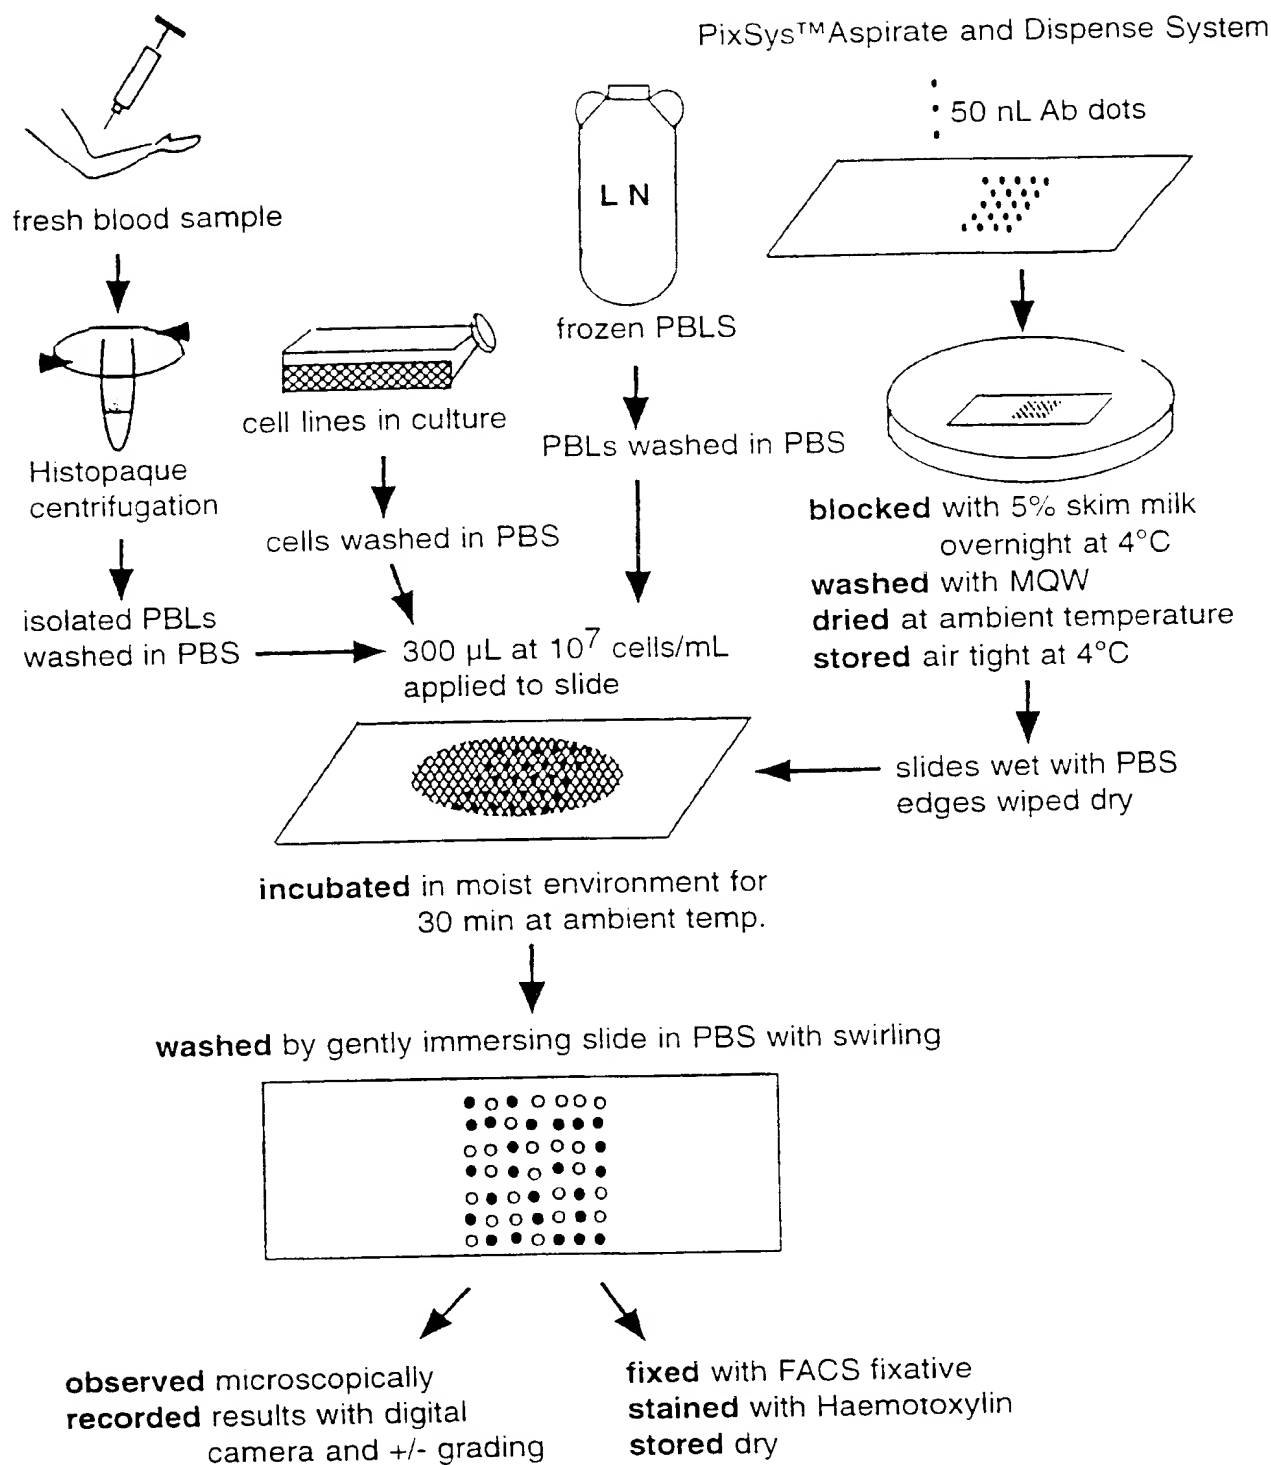 PixSys™Aspirate and Dispense System
50 nL Ab dots
L N
fresh blood sample
frozen PBLS
cell lines in culture
PBLs washed in PBS
Histopaque
centrifugation
blocked with 5% skim milk
overnight at 4°C
washed with MQW
dried at ambient temperature
stored air tight at 4°C
cells washed in PBS
isolated PBLs
washed in PBS
300 µL at 10⁷ cells/mL
applied to slide
slides wet with PBS
edges wiped dry
incubated in moist environment for
30 min at ambient temp.
washed by gently immersing slide in PBS with swirling
observed microscopically
recorded results with digital
camera and +/- grading
fixed with FACS fixative
stained with Haemotoxylin
stored dry